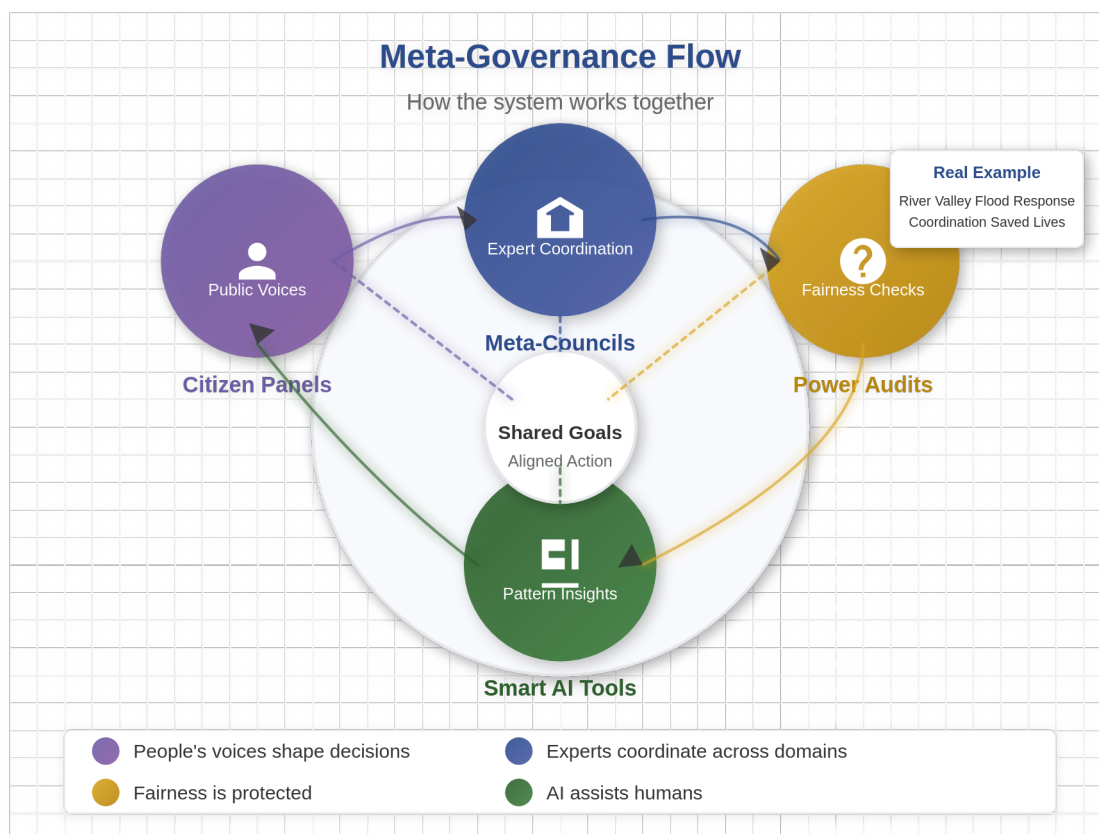 Meta-Governance Flow
How the system works together
Real Example
River Valley Flood Response
Coordination Saved Lives
Public Voices
Expert Coordination
Fairness Checks
Citizen Panels
Meta-Councils
Power Audits
Shared Goals
Aligned Action
Pattern Insights
Smart AI Tools
People's voices shape decisions
Experts coordinate across domains
Fairness is protected
AI assists humans